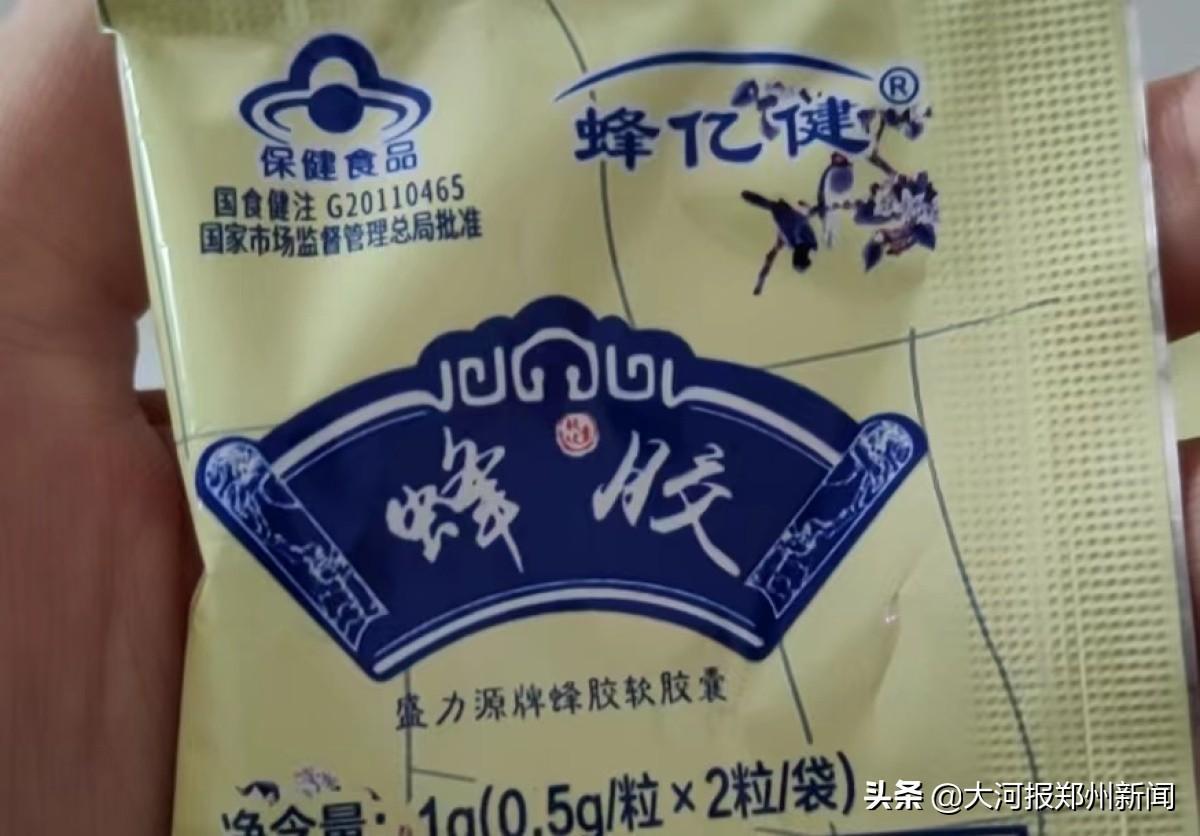 保健食品
国食健注 G20110465
国家市场监督管理总局批准
蜂亿健®
蜂胶
盛力源牌蜂胶软胶囊
净含量: 1g(0.5g/粒×2粒/袋)
头条 @大河报郑州新闻